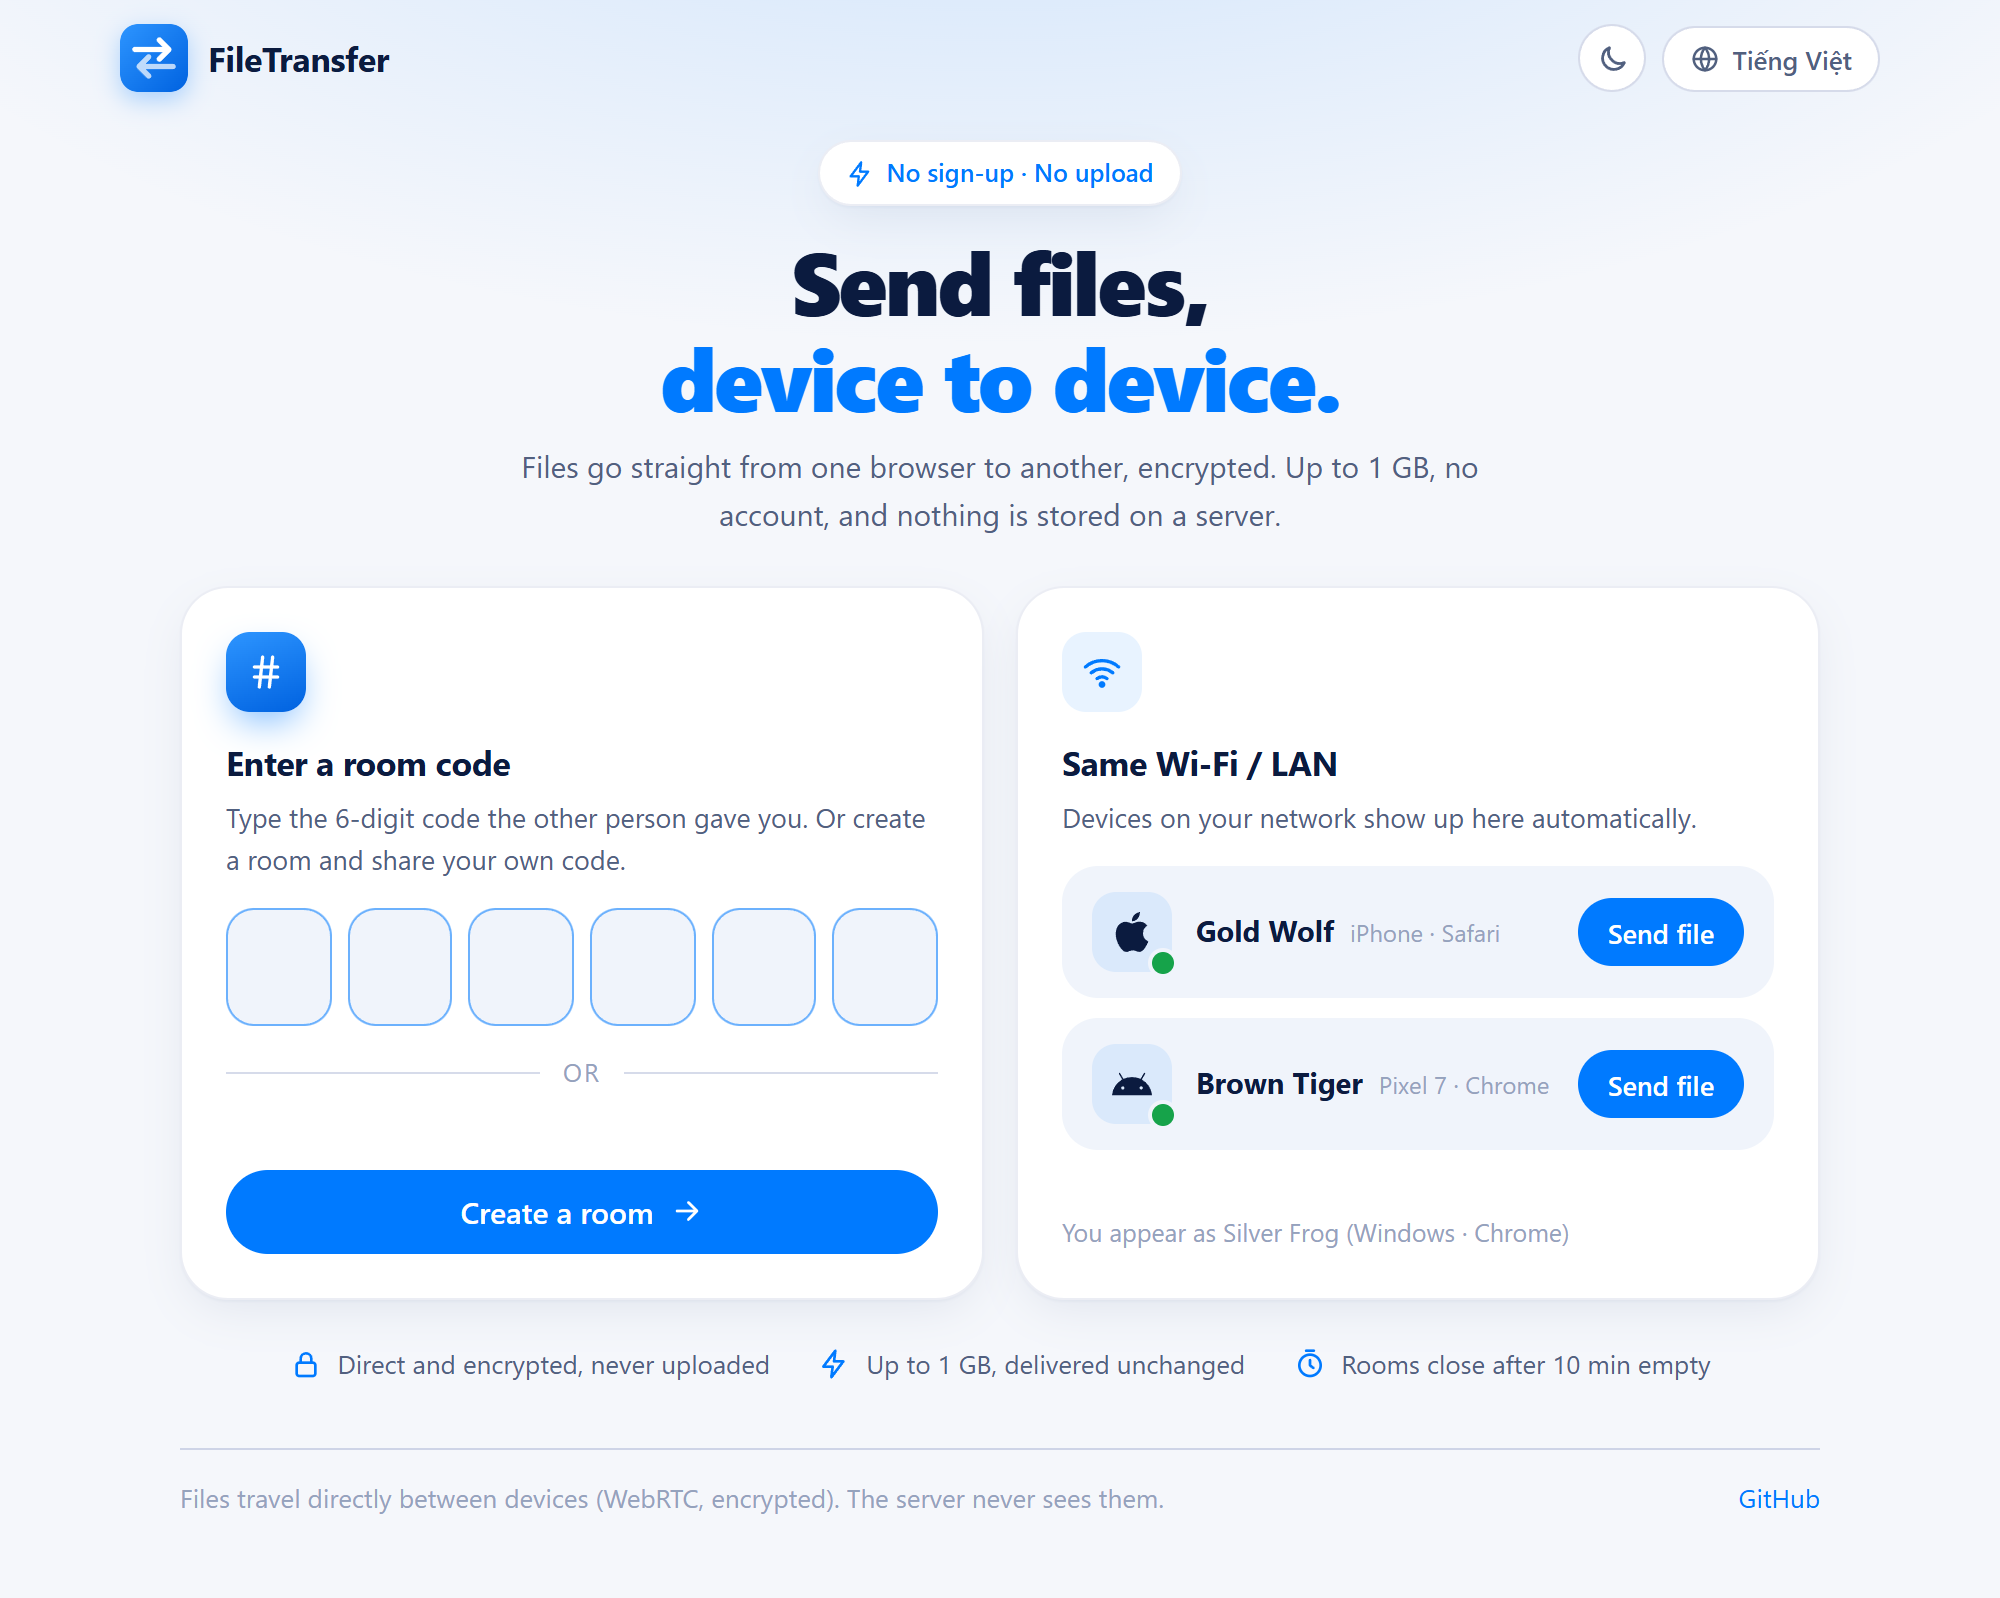 FileTransfer
Tiếng Việt
No sign-up · No upload
Send files,
device to device.
Files go straight from one browser to another, encrypted. Up to 1 GB, no
account, and nothing is stored on a server.
#
Enter a room code
Type the 6-digit code the other person gave you. Or create
a room and share your own code.
OR
Create a room →
Same Wi-Fi / LAN
Devices on your network show up here automatically.
Gold Wolf iPhone · Safari
Send file
Brown Tiger Pixel 7 · Chrome
Send file
You appear as Silver Frog (Windows · Chrome)
Direct and encrypted, never uploaded
Up to 1 GB, delivered unchanged
Rooms close after 10 min empty
Files travel directly between devices (WebRTC, encrypted). The server never sees them.
GitHub